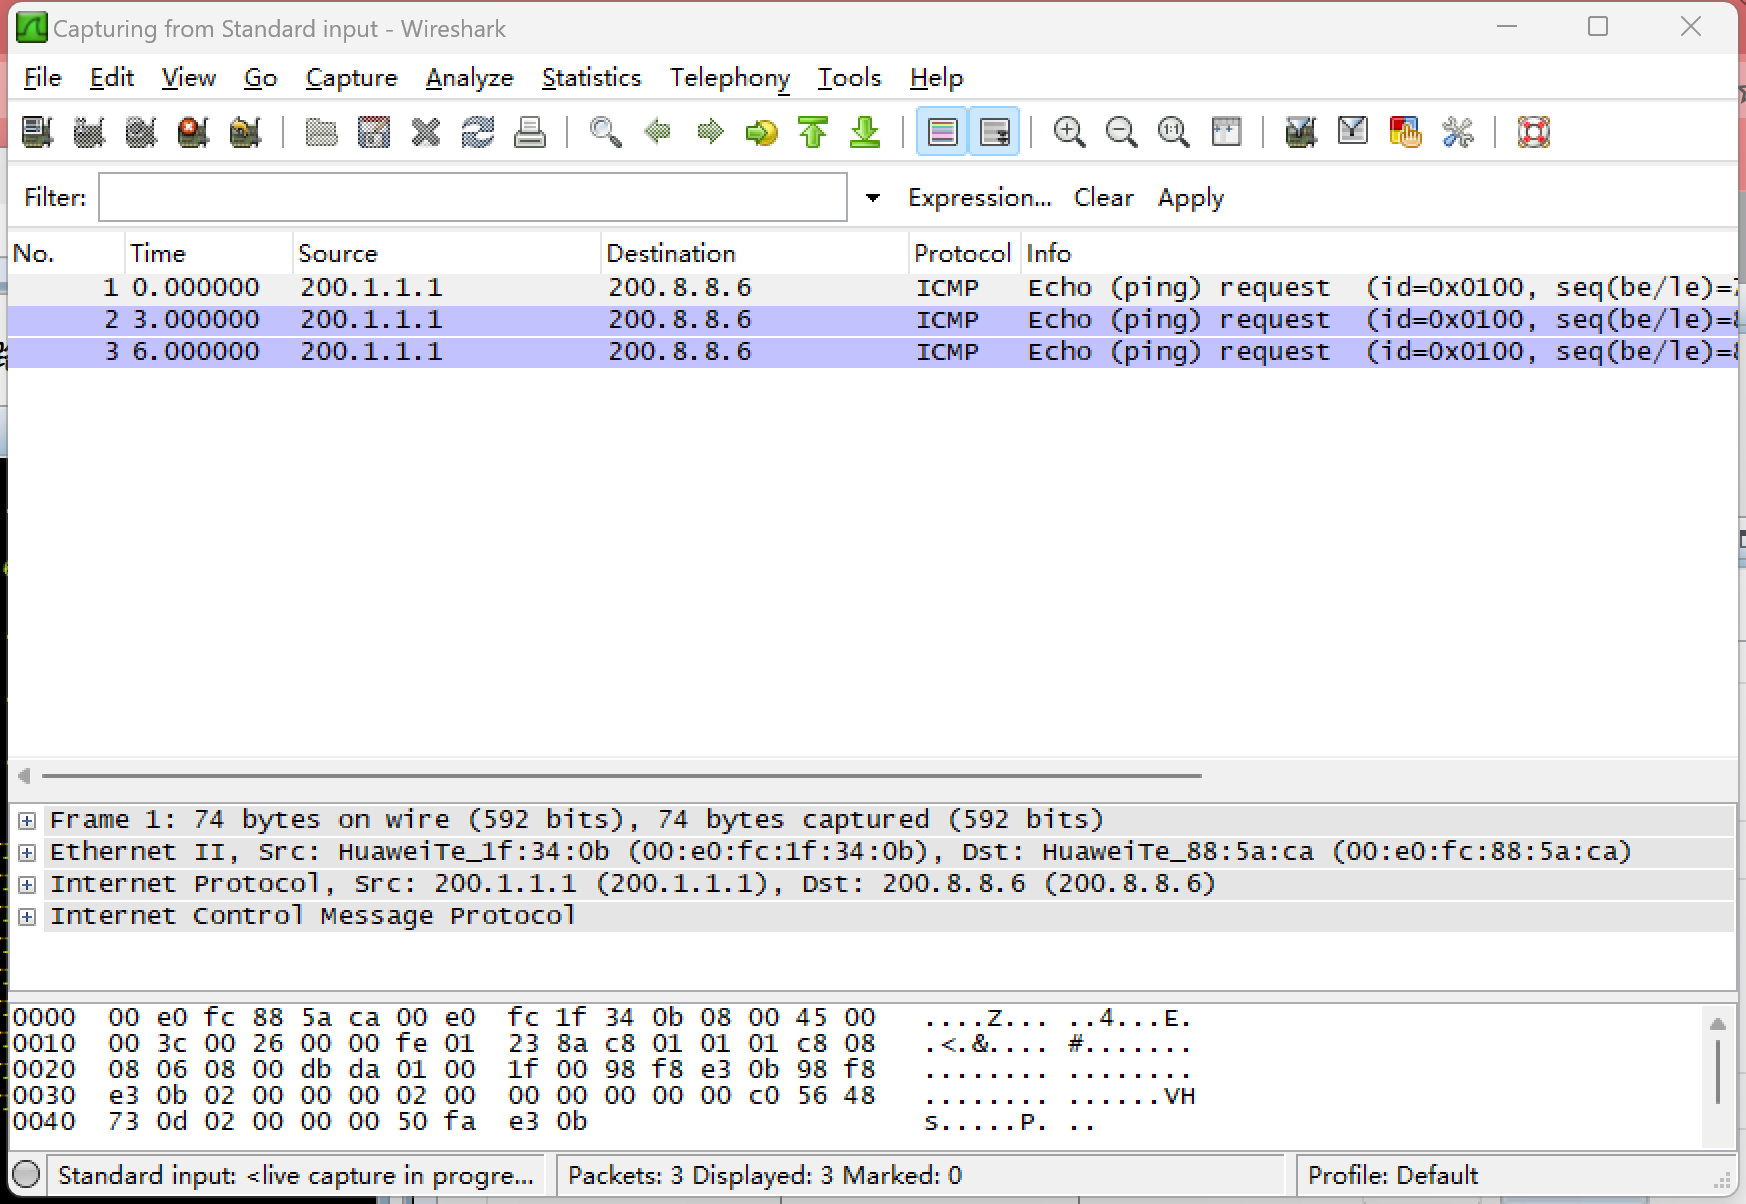 Capturing from Standard input - Wireshark
File Edit View Go Capture Analyze Statistics Telephony Tools Help
Filter: Expression... Clear Apply
No. Time Source Destination Protocol Info
1 0.000000 200.1.1.1 200.8.8.6 ICMP Echo (ping) request (id=0x0100, seq(be/le)=
2 3.000000 200.1.1.1 200.8.8.6 ICMP Echo (ping) request (id=0x0100, seq(be/le)=
3 6.000000 200.1.1.1 200.8.8.6 ICMP Echo (ping) request (id=0x0100, seq(be/le)=
Frame 1: 74 bytes on wire (592 bits), 74 bytes captured (592 bits)
Ethernet II, Src: HuaweiTe_1f:34:0b (00:e0:fc:1f:34:0b), Dst: HuaweiTe_88:5a:ca (00:e0:fc:88:5a:ca)
Internet Protocol, Src: 200.1.1.1 (200.1.1.1), Dst: 200.8.8.6 (200.8.8.6)
Internet Control Message Protocol
0000 00 e0 fc 88 5a ca 00 e0 fc 1f 34 0b 08 00 45 00 ....Z... ..4...E.
0010 00 3c 00 26 00 00 fe 01 23 8a c8 01 01 01 c8 08 .<.&.... #.......
0020 08 06 08 00 db da 01 00 1f 00 98 f8 e3 0b 98 f8 ........ ........
0030 e3 0b 02 00 00 00 02 00 00 00 00 00 00 c0 56 48 ........ ......VH
0040 73 0d 02 00 00 00 50 fa e3 0b s.....P. ..
Standard input: <live capture in progre... Packets: 3 Displayed: 3 Marked: 0 Profile: Default